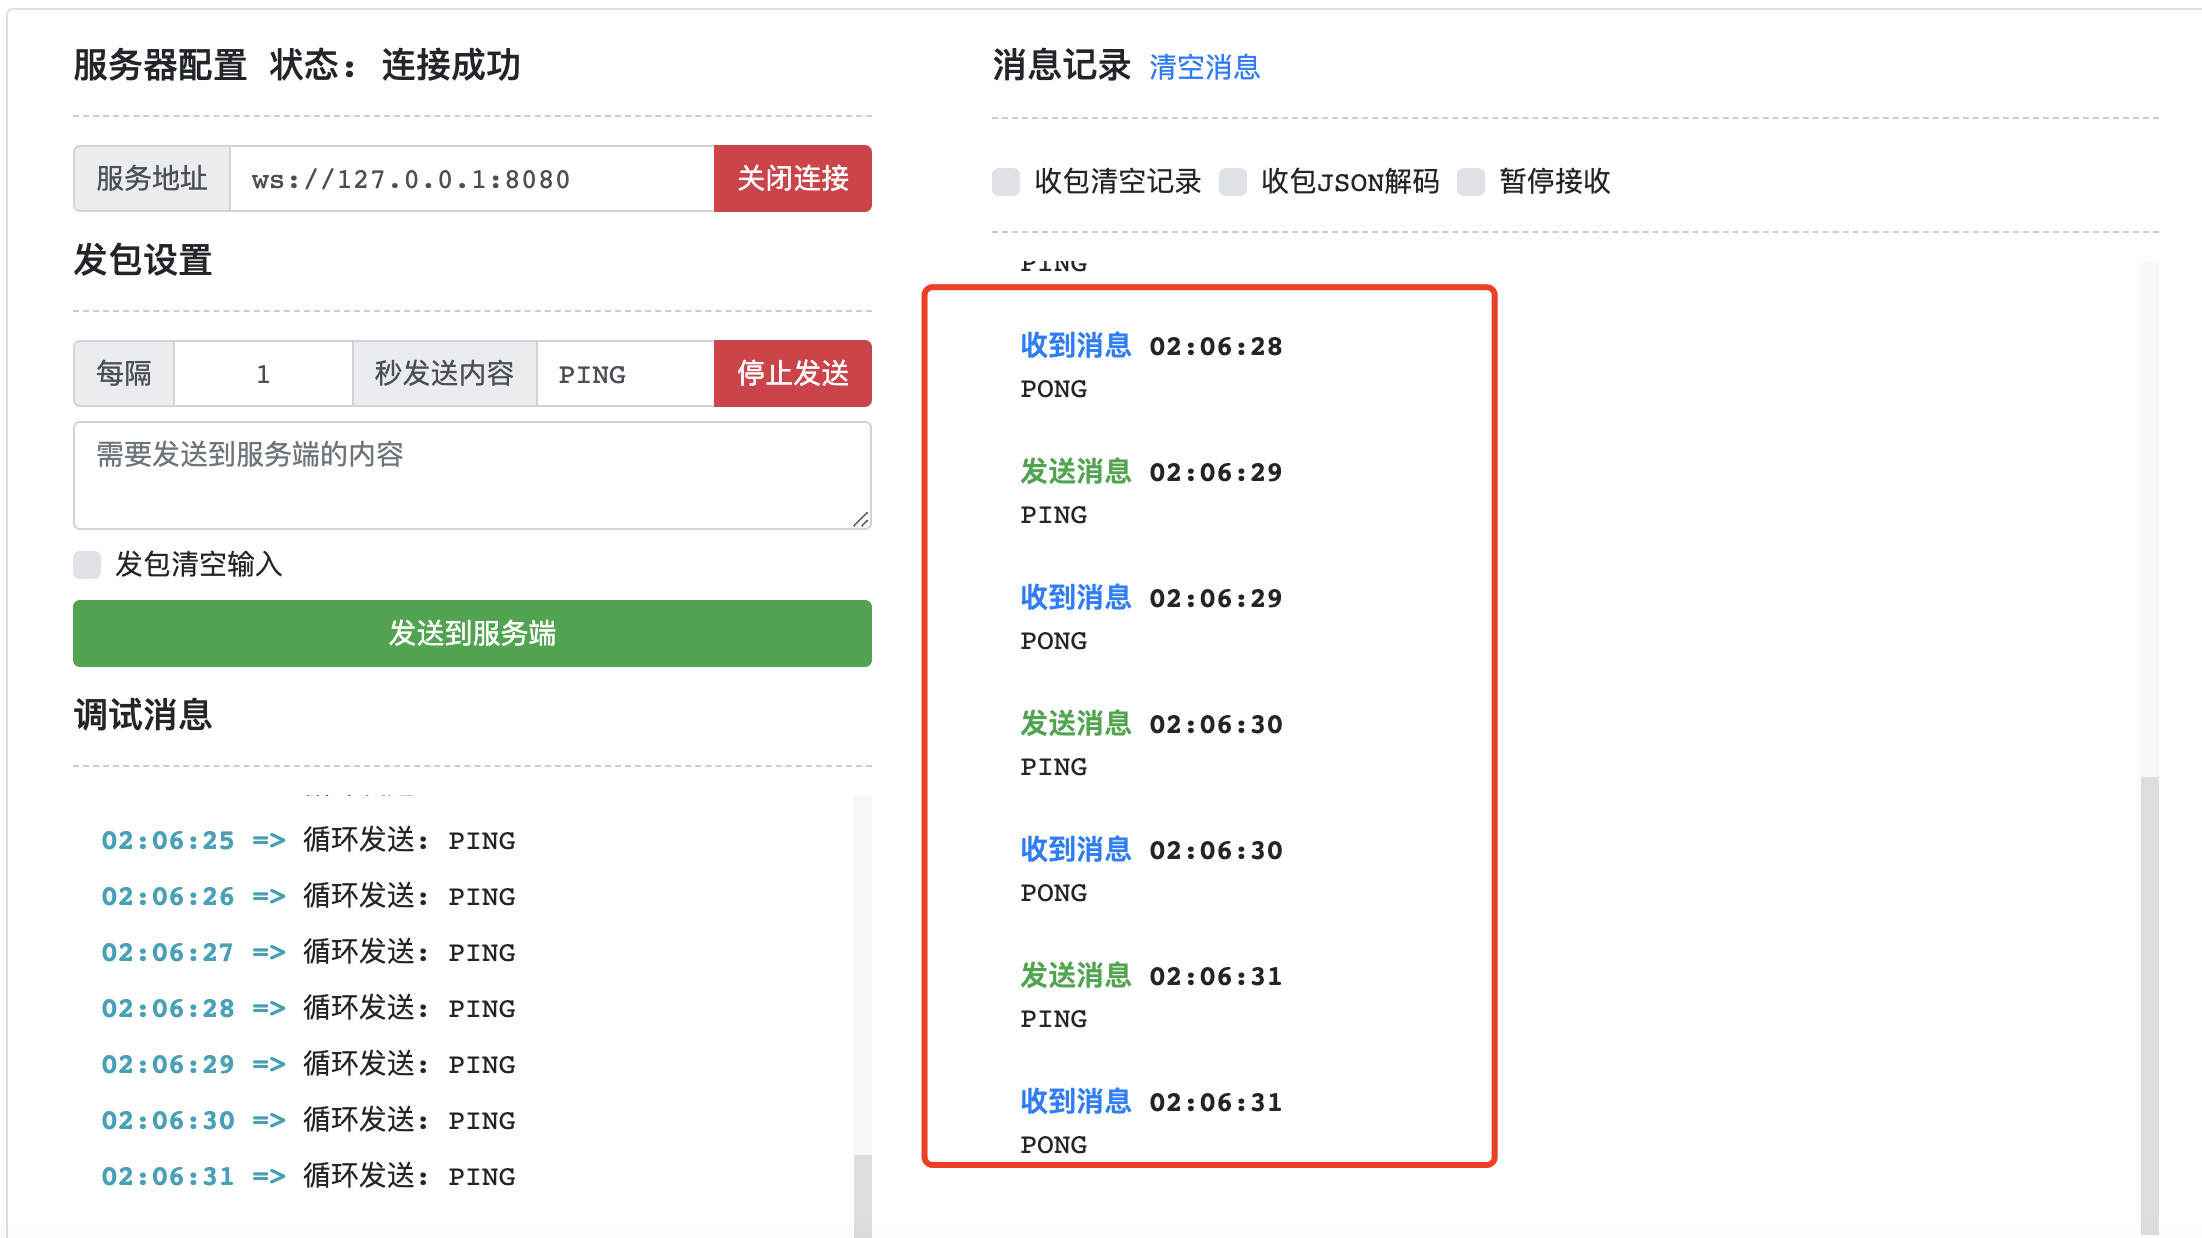 服务器配置 状态: 连接成功
服务地址 ws://127.0.0.1:8080 关闭连接
发包设置
每隔 1 秒发送内容 PING 停止发送
需要发送到服务端的内容
发包清空输入
发送到服务端
调试消息
02:06:25 => 循环发送: PING
02:06:26 => 循环发送: PING
02:06:27 => 循环发送: PING
02:06:28 => 循环发送: PING
02:06:29 => 循环发送: PING
02:06:30 => 循环发送: PING
02:06:31 => 循环发送: PING
消息记录 清空消息
收包清空记录 收包JSON解码 暂停接收
PING
收到消息 02:06:28
PONG
发送消息 02:06:29
PING
收到消息 02:06:29
PONG
发送消息 02:06:30
PING
收到消息 02:06:30
PONG
发送消息 02:06:31
PING
收到消息 02:06:31
PONG